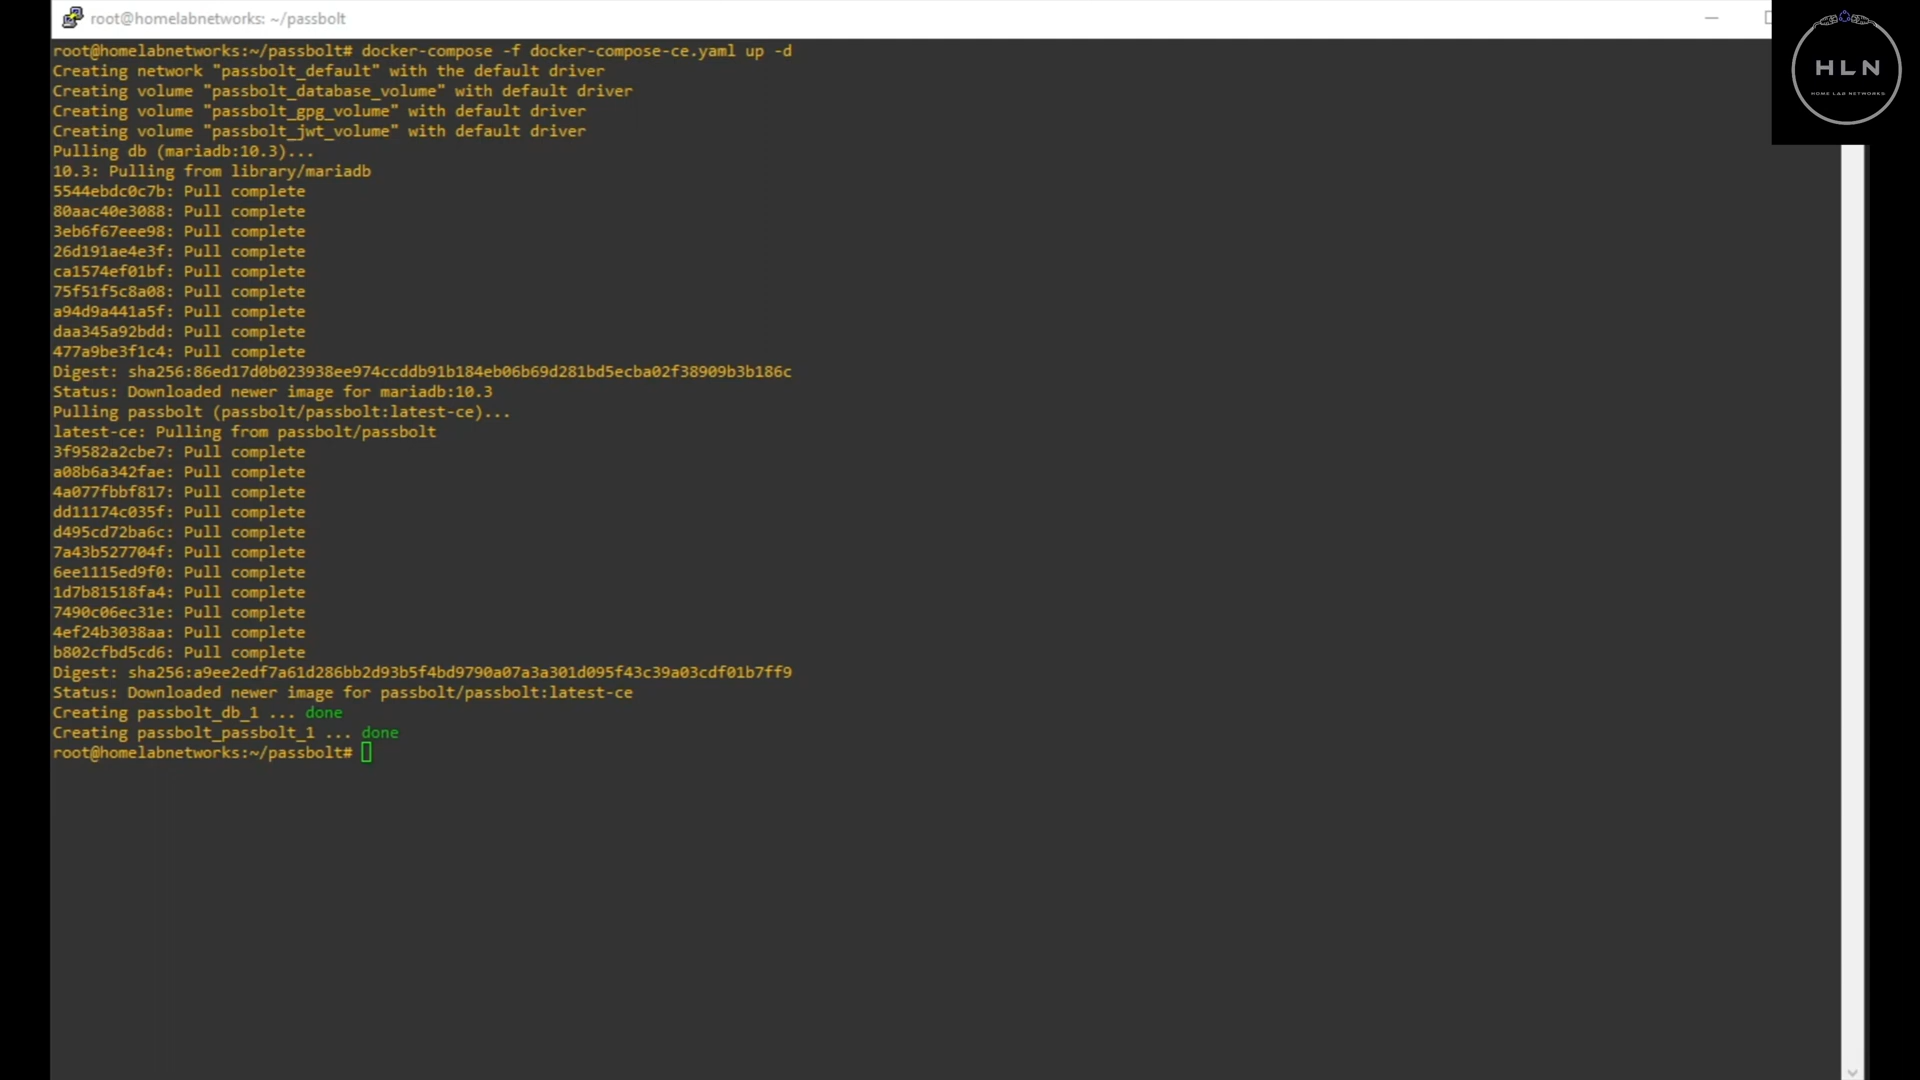 root@homelabnetworks: ~/passbolt
HLN
HOME LAB NETWORKS
root@homelabnetworks:~/passbolt# docker-compose -f docker-compose-ce.yaml up -d
Creating network "passbolt_default" with the default driver
Creating volume "passbolt_database_volume" with default driver
Creating volume "passbolt_gpg_volume" with default driver
Creating volume "passbolt_jwt_volume" with default driver
Pulling db (mariadb:10.3)...
10.3: Pulling from library/mariadb
5544ebdc0c7b: Pull complete
80aac40e3088: Pull complete
3eb6f67eee98: Pull complete
26d191ae4e3f: Pull complete
ca1574ef01bf: Pull complete
75f51f5c8a08: Pull complete
a94d9a441a5f: Pull complete
daa345a92bdd: Pull complete
477a9be3f1c4: Pull complete
Digest: sha256:86ed17d0b023938ee974ccddb91b184eb06b69d281bd5ecba02f38909b3b186c
Status: Downloaded newer image for mariadb:10.3
Pulling passbolt (passbolt/passbolt:latest-ce)...
latest-ce: Pulling from passbolt/passbolt
3f9582a2cbe7: Pull complete
a08b6a342fae: Pull complete
4a077fbbf817: Pull complete
dd11174c035f: Pull complete
d495cd72ba6c: Pull complete
7a43b527704f: Pull complete
6ee1115ed9f0: Pull complete
1d7b81518fa4: Pull complete
7490c06ec31e: Pull complete
4ef24b3038aa: Pull complete
b802cfbd5cd6: Pull complete
Digest: sha256:a9ee2edf7a61d286bb2d93b5f4bd9790a07a3a301d095f43c39a03cdf01b7ff9
Status: Downloaded newer image for passbolt/passbolt:latest-ce
Creating passbolt_db_1 ... done
Creating passbolt_passbolt_1 ... done
root@homelabnetworks:~/passbolt#